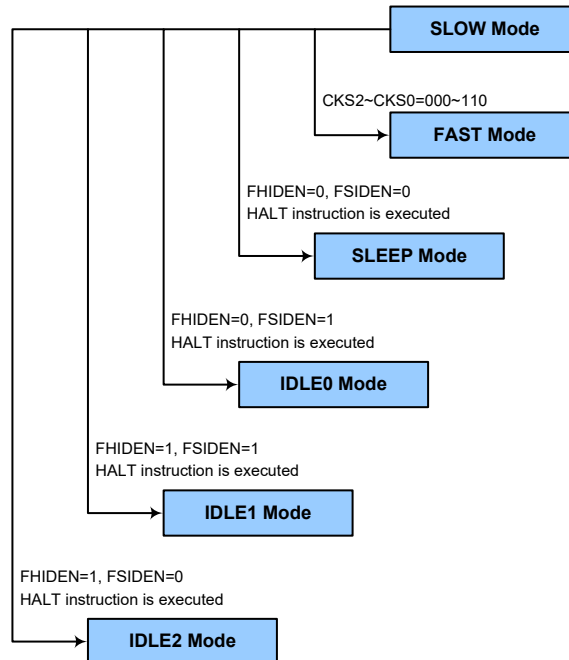 SLOW Mode
CKS2~CKS0=000~110
FAST Mode
FHIDEN=0, FSIDEN=0
HALT instruction is executed
SLEEP Mode
FHIDEN=0, FSIDEN=1
HALT instruction is executed
IDLE0 Mode
FHIDEN=1, FSIDEN=1
HALT instruction is executed
IDLE1 Mode
FHIDEN=1, FSIDEN=0
HALT instruction is executed
IDLE2 Mode